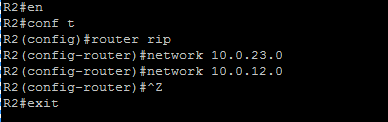 R2#en
R2#conf t
R2(config)#router rip
R2(config-router)#network 10.0.23.0
R2(config-router)#network 10.0.12.0
R2(config-router)#^Z
R2#exit